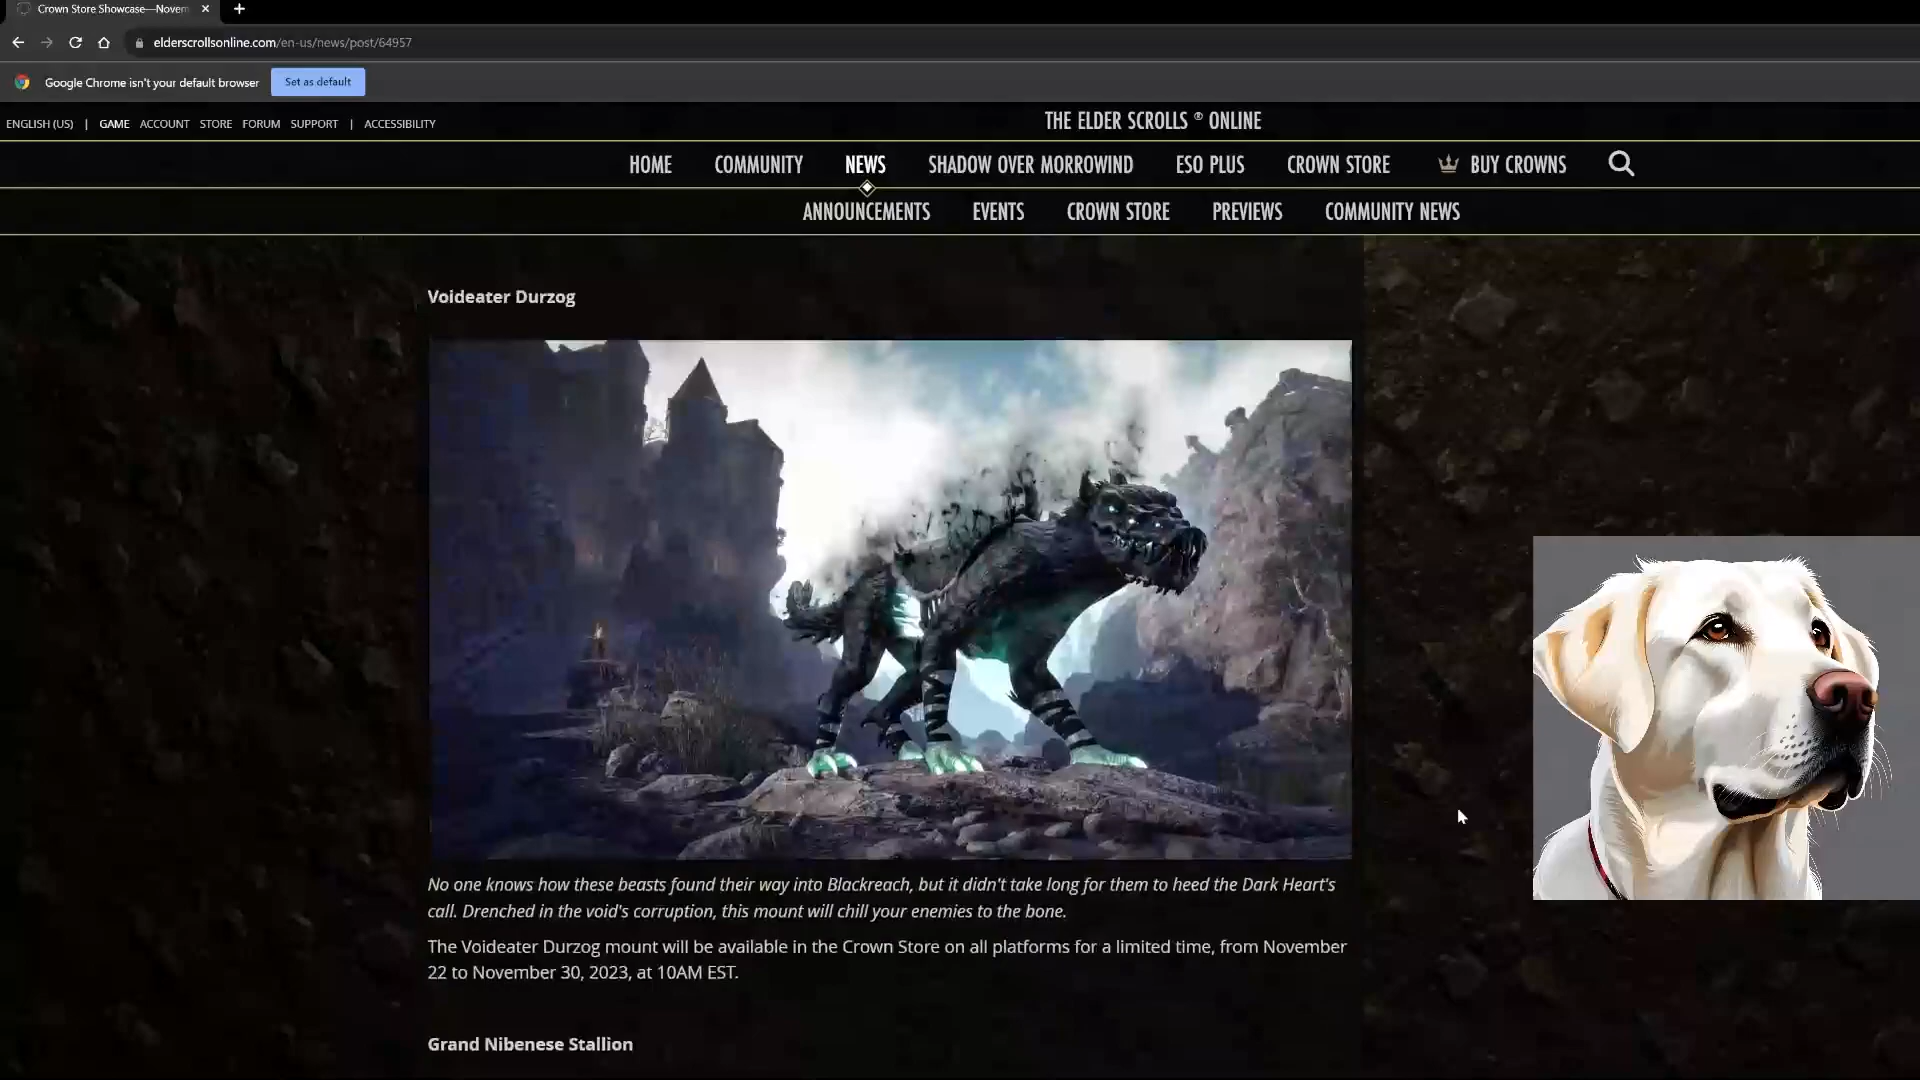 Crown Store Showcase—Novem
elderscrollsonline.com/en-us/news/post/64957
Google Chrome isn't your default browser
Set as default
ENGLISH (US) | GAME ACCOUNT STORE FORUM SUPPORT | ACCESSIBILITY
THE ELDER SCROLLS ® ONLINE
HOME COMMUNITY NEWS SHADOW OVER MORROWIND ESO PLUS CROWN STORE BUY CROWNS
ANNOUNCEMENTS EVENTS CROWN STORE PREVIEWS COMMUNITY NEWS
Voideater Durzog
No one knows how these beasts found their way into Blackreach, but it didn't take long for them to heed the Dark Heart's
call. Drenched in the void's corruption, this mount will chill your enemies to the bone.
The Voideater Durzog mount will be available in the Crown Store on all platforms for a limited time, from November
22 to November 30, 2023, at 10AM EST.
Grand Nibenese Stallion